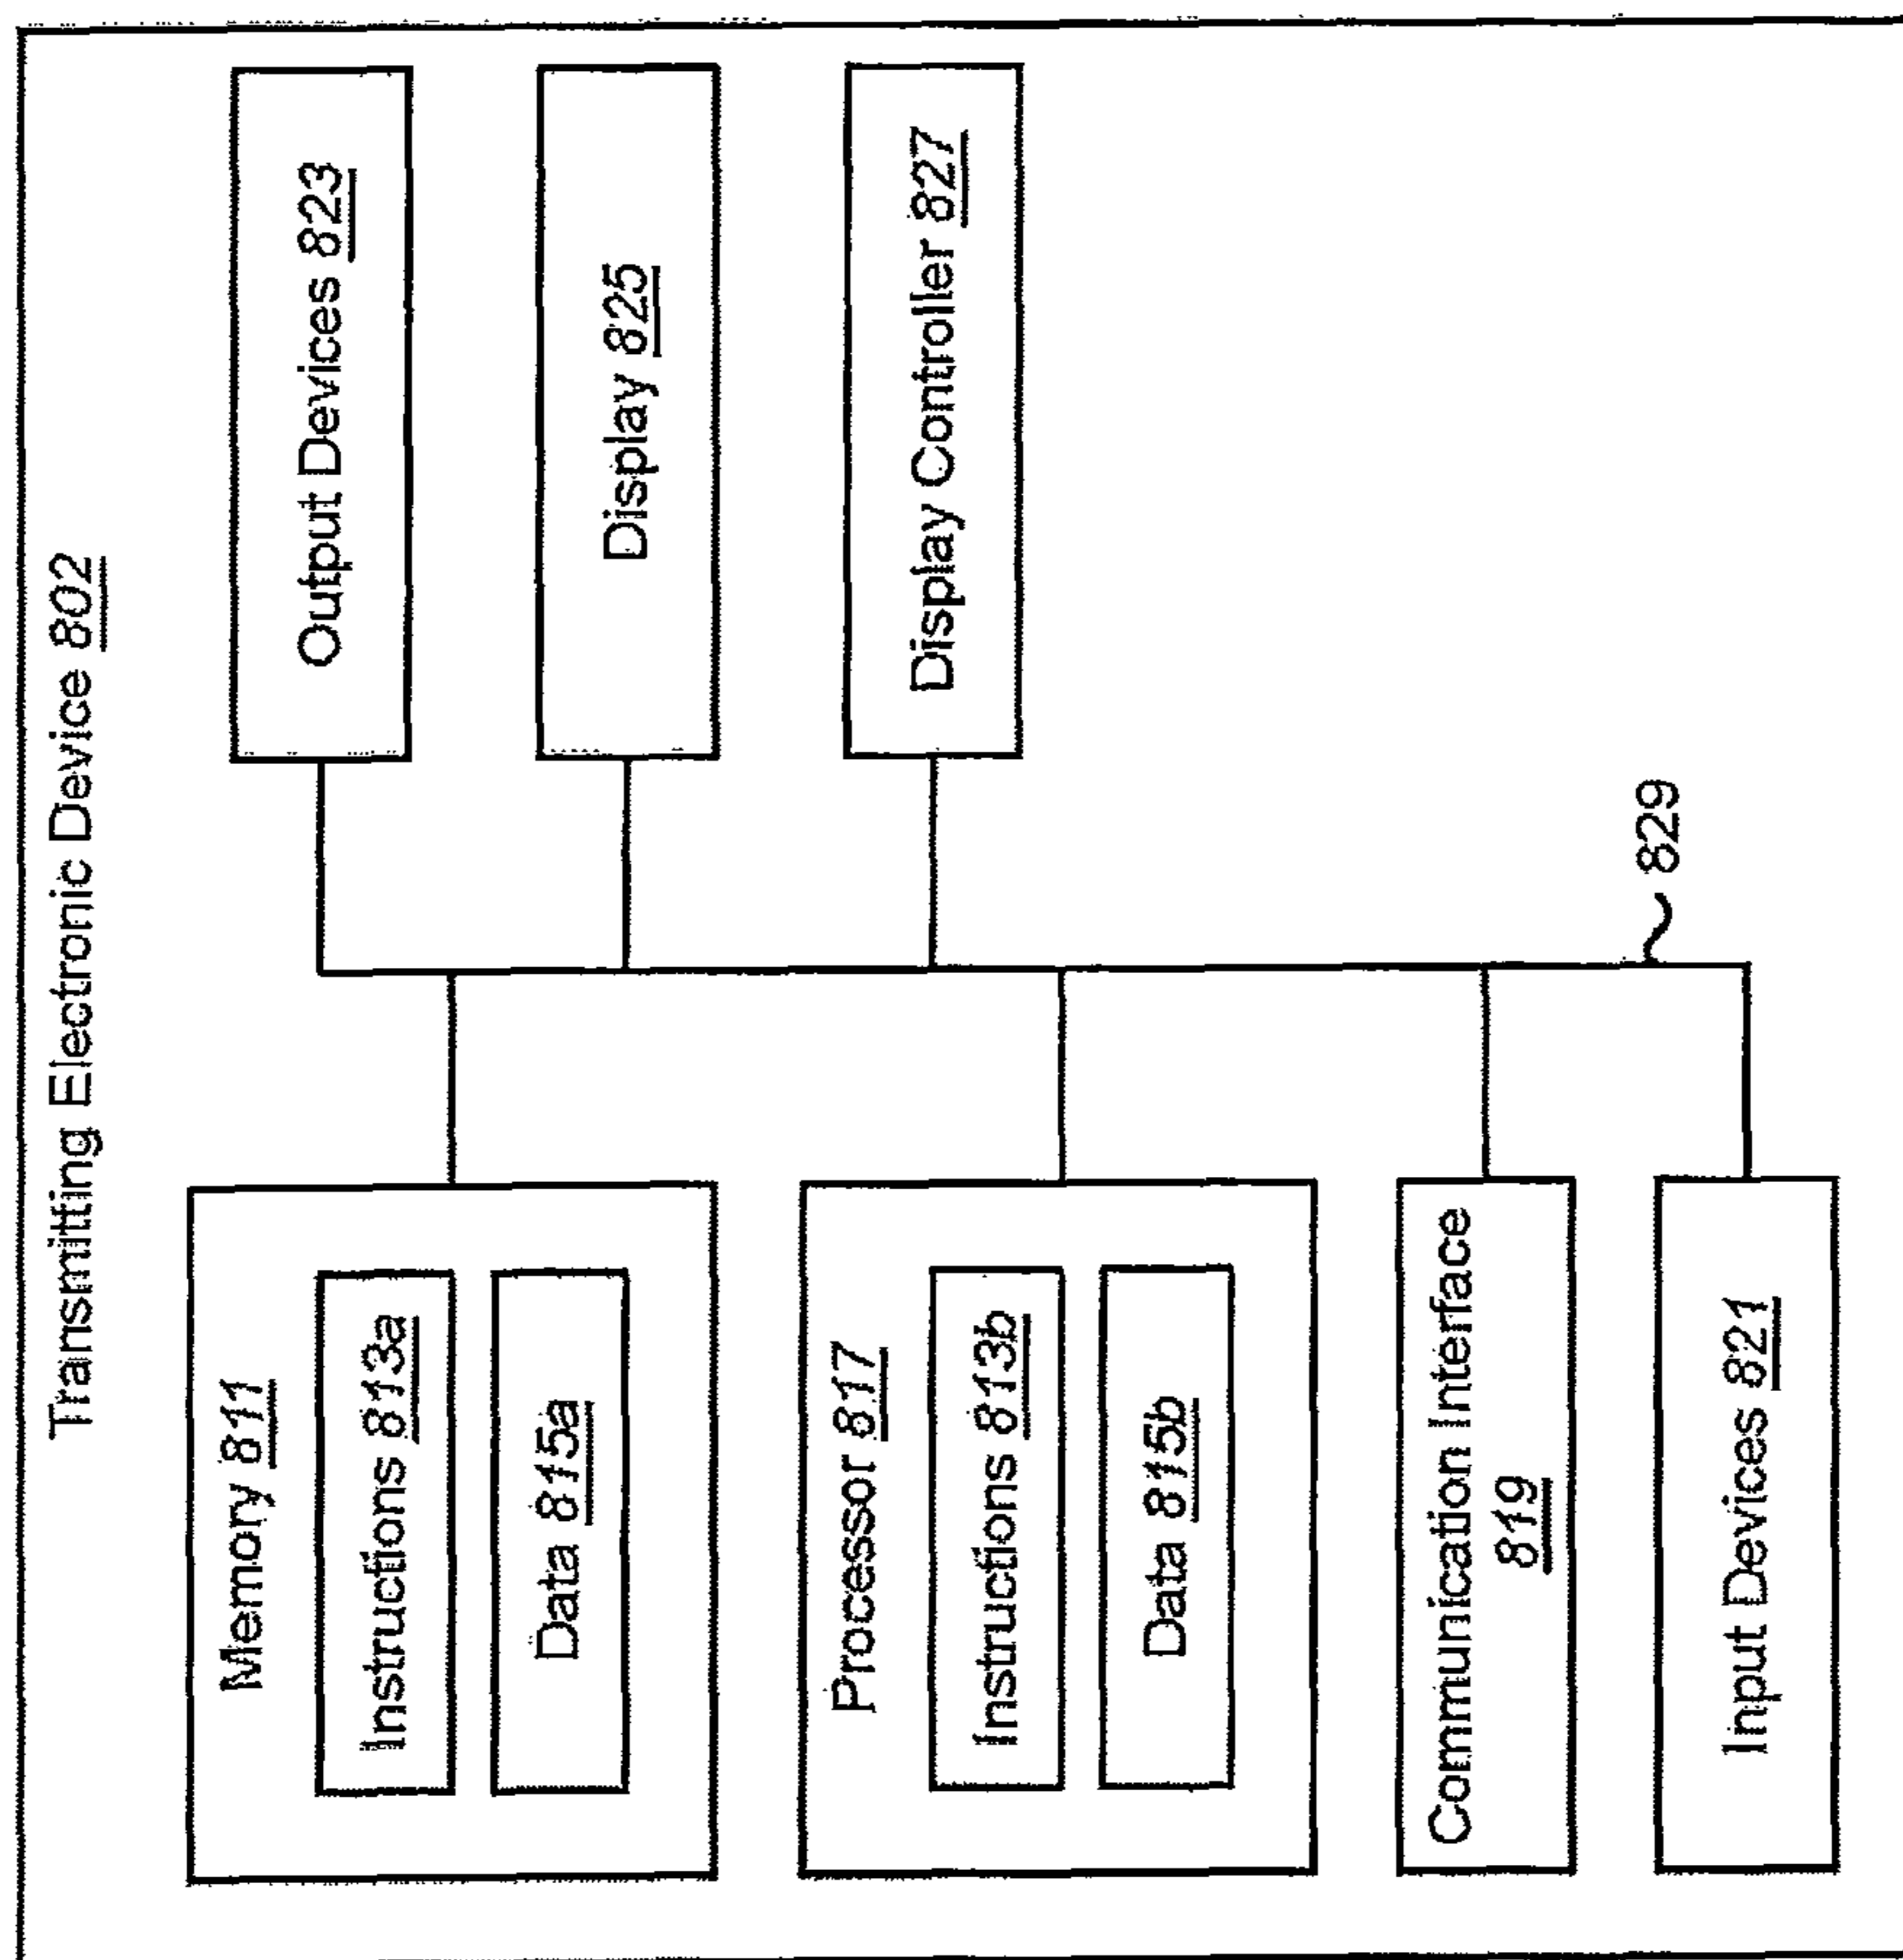 Transmitting Electronic Device 802
Memory 811
Instructions 813a
Data 815a
Processor 817
Instructions 813b
Data 815b
Communication Interface
819
Input Devices 821
Output Devices 823
Display 825
Display Controller 827
829